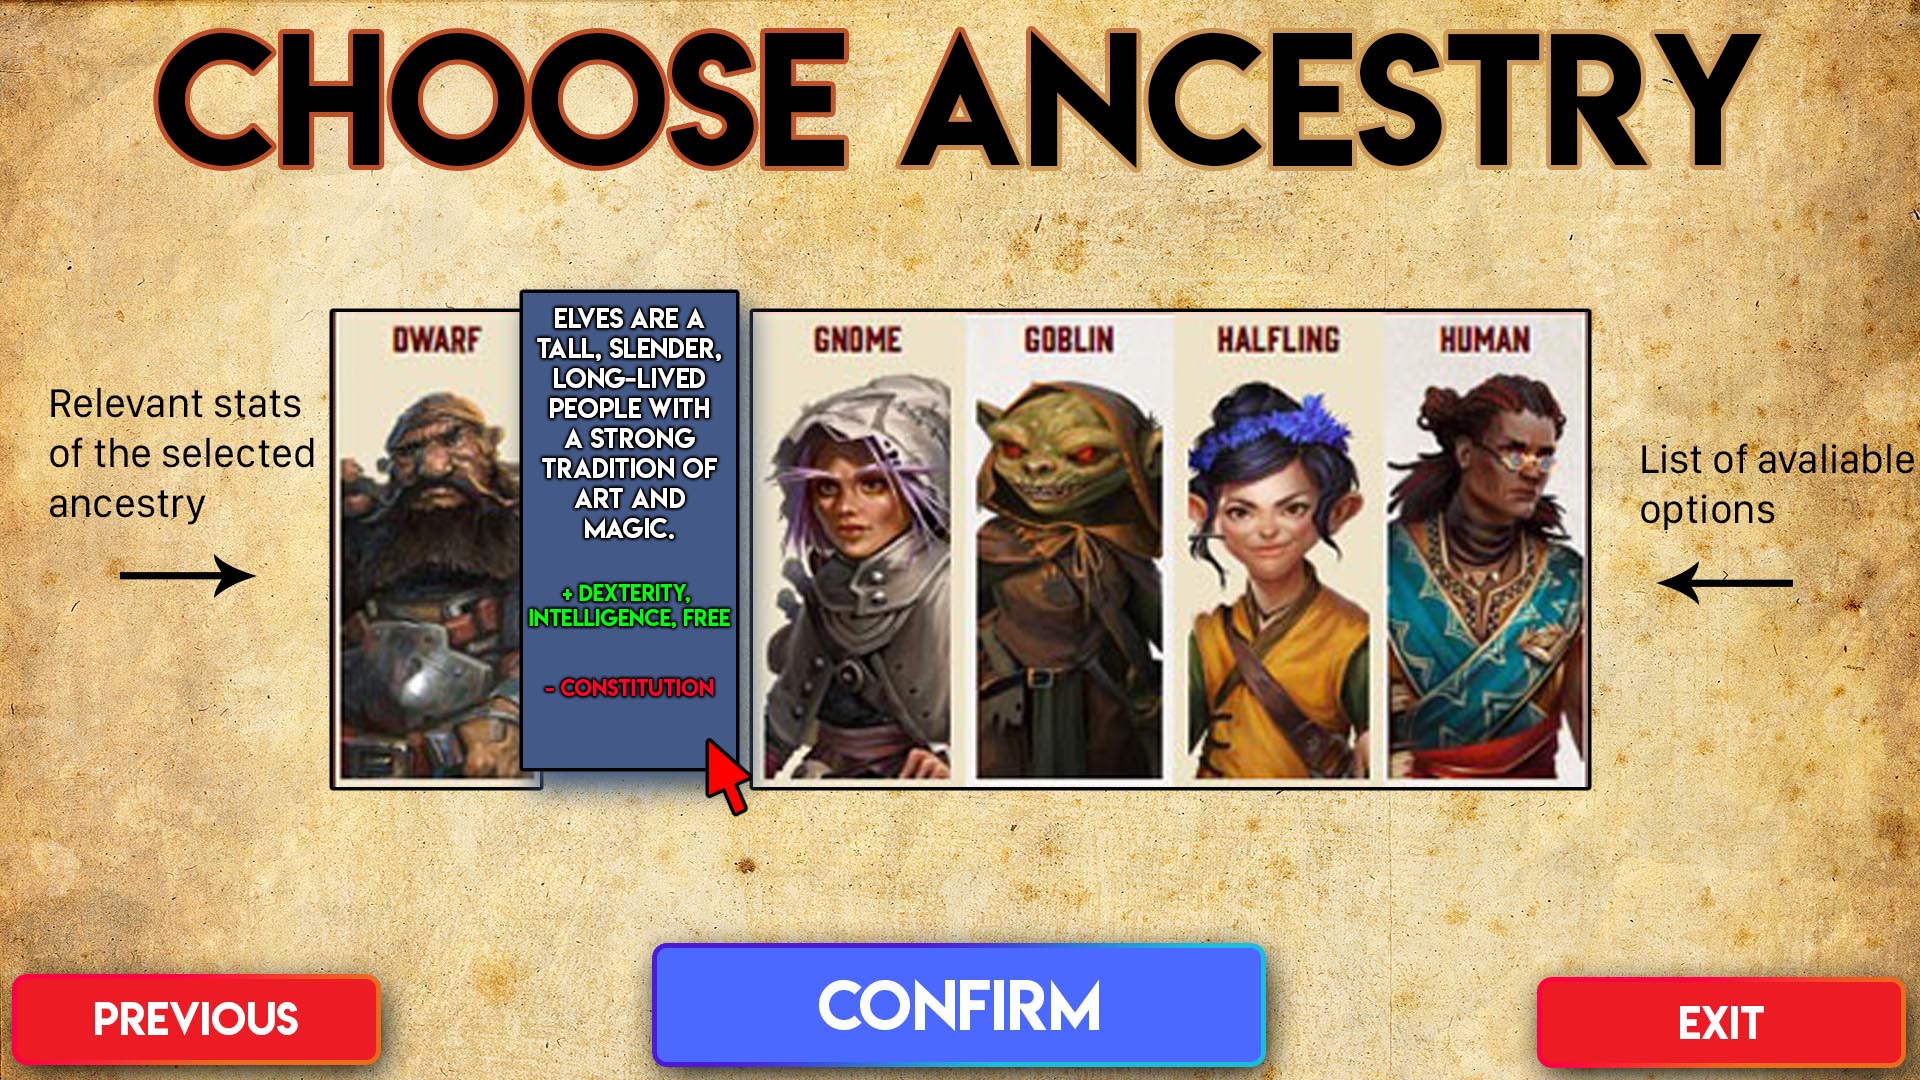 CHOOSE ANCESTRY
Relevant stats
of the selected
ancestry
DWARF
ELVES ARE A
TALL, SLENDER,
LONG-LIVED
PEOPLE WITH
A STRONG
TRADITION OF
ART AND
MAGIC.
+ DEXTERITY,
INTELLIGENCE, FREE
- CONSTITUTION
GNOME
GOBLIN
HALFLING
HUMAN
List of avaliable
options
PREVIOUS
CONFIRM
EXIT